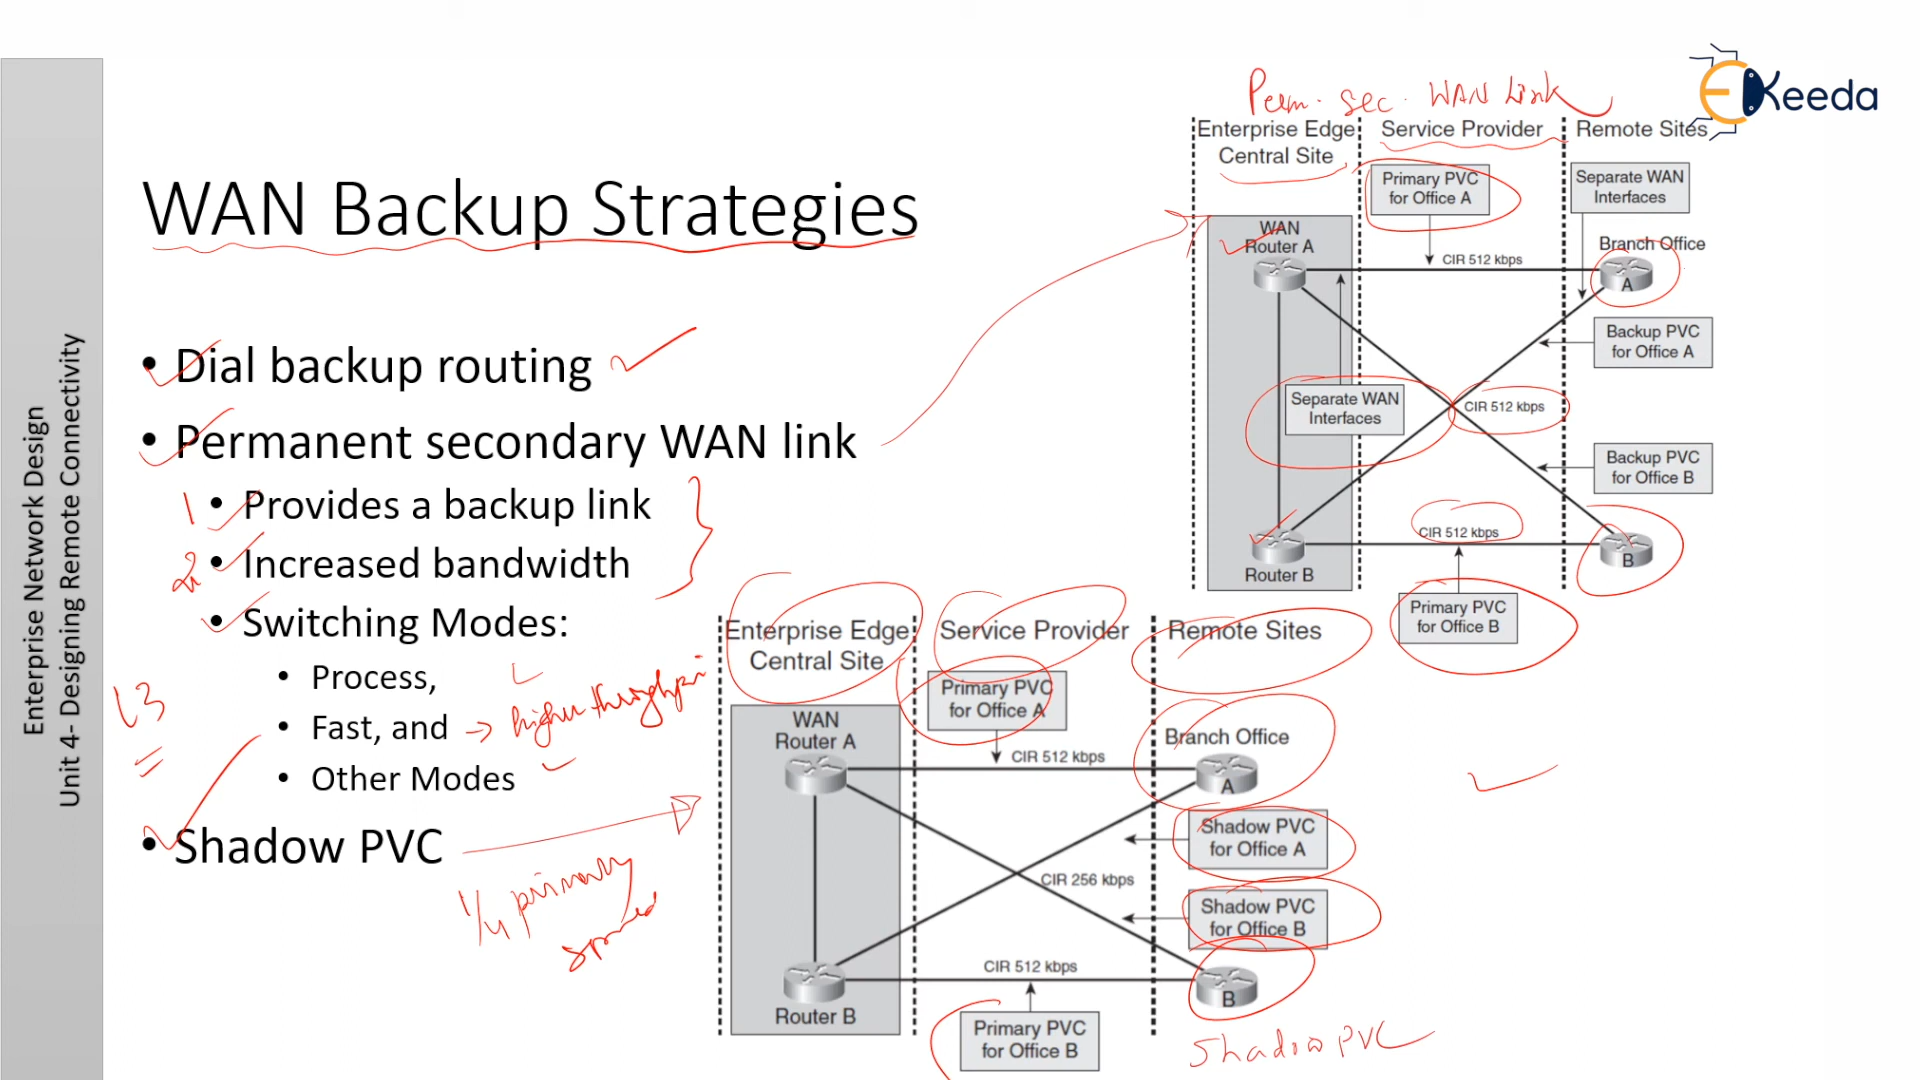 Enterprise Network Design
Unit 4- Designing Remote Connectivity
WAN Backup Strategies
• Dial backup routing
• Permanent secondary WAN link
1 • Provides a backup link
2 • Increased bandwidth
• Switching Modes:
• Process,
• Fast, and → higher
• Other Modes
L3
• Shadow PVC
1/4 primary
speed
EKeeda
Perm. Sec. WAN Link
Enterprise Edge
Central Site
Service Provider
Remote Sites
Primary PVC
for Office A
Separate WAN
Interfaces
WAN
Router A
Branch Office
CIR 512 kbps
A
Backup PVC
for Office A
Separate WAN
Interfaces
CIR 512 kbps
Backup PVC
for Office B
CIR 512 kbps
B
Router B
Primary PVC
for Office B
Enterprise Edge
Central Site
Service Provider
Remote Sites
Primary PVC
for Office A
WAN
Router A
Branch Office
CIR 512 kbps
A
Shadow PVC
for Office A
CIR 256 kbps
Shadow PVC
for Office B
CIR 512 kbps
B
Router B
Primary PVC
for Office B
Shadow PVC